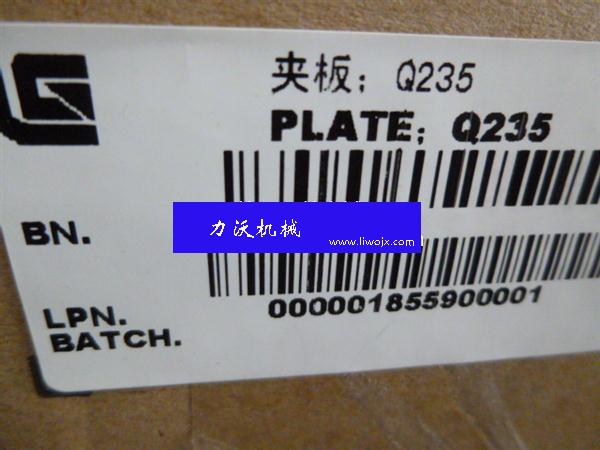 夹板; Q235
PLATE; Q235
BN.
力沃机械
www.liwojx.com
000001855900001
LPN.
BATCH.